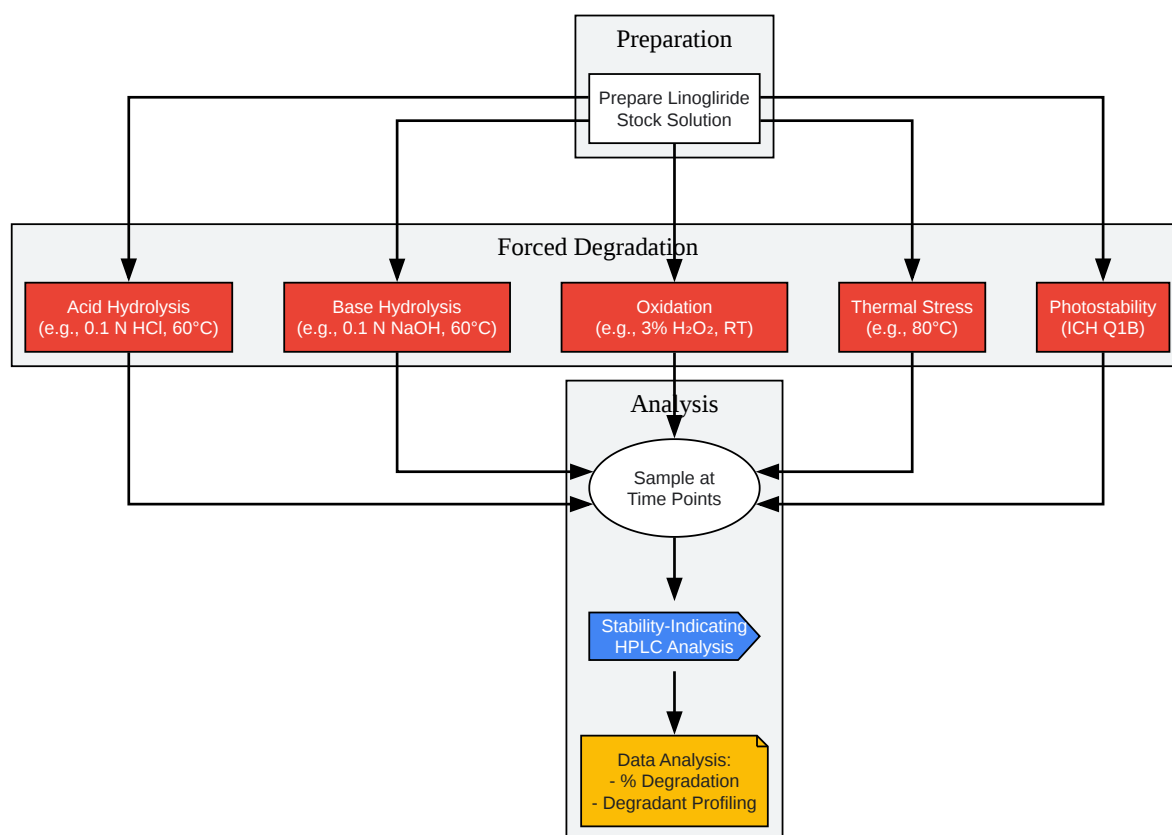 Preparation
Prepare Linogliride
Stock Solution
Forced Degradation
Acid Hydrolysis
(e.g., 0.1 N HCl, 60°C)
Base Hydrolysis
(e.g., 0.1 N NaOH, 60°C)
Oxidation
(e.g., 3% H₂O₂, RT)
Thermal Stress
(e.g., 80°C)
Photostability
(ICH Q1B)
Analysis
Sample at
Time Points
Stability-Indicating
HPLC Analysis
Data Analysis:
- % Degradation
- Degradant Profiling